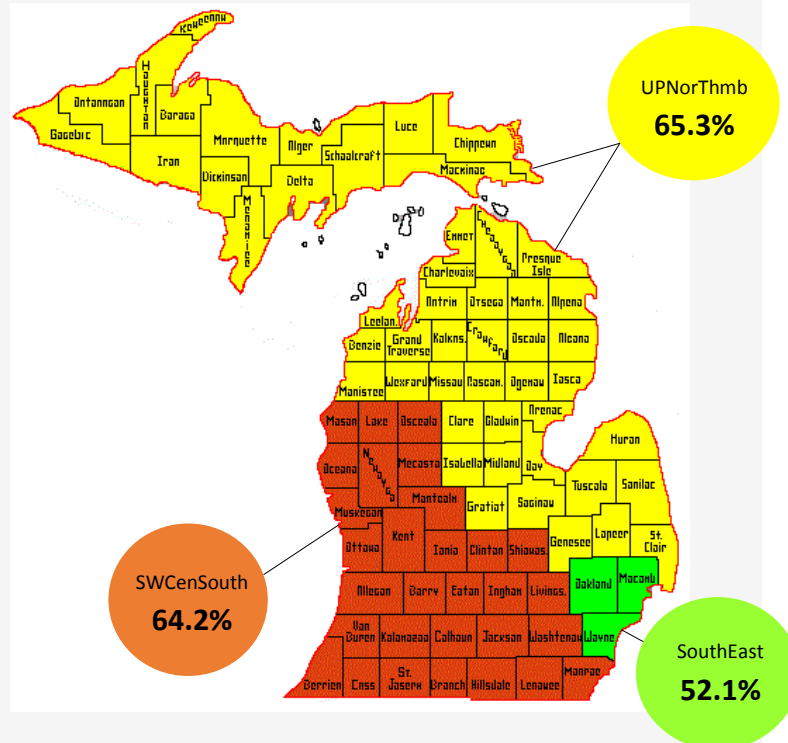 Keweenaw
Houghton
Ontonagan
Baraga
Gogebic
Iron
Marquette
Dickinson
Menominee
Alger
Delta
Schoolcraft
Luce
Chippewa
Mackinac
UPNorThmb
65.3%
Emmet
Cheboygan
Presque
Isle
Charlevoix
Antrim
Otsega
Montm.
Alpena
Leelan.
Benzie
Grand
Traverse
Kalkns.
Crawford
Oscoda
Alcona
Manistee
Wexford
Missau
Roscom.
Ogemaw
Iosco
Mason
Lake
Osceola
Clare
Gladwin
Arenac
Oceana
Newaygo
Mecosta
Isabella
Midland
Bay
Huron
Tuscola
Sanilac
Muskegon
Montcalm
Gratiot
Saginaw
Ottawa
Kent
Ionia
Clinton
Shiawas.
Genesee
Lapeer
St.
Clair
SWCenSouth
64.2%
Allegan
Barry
Eaton
Ingham
Livings.
Oakland
Macomb
Van
Buren
Kalamazoo
Calhoun
Jackson
Washtenaw
Wayne
SouthEast
52.1%
Berrien
Cass
St.
Joseph
Branch
Hillsdale
Lenawee
Monroe